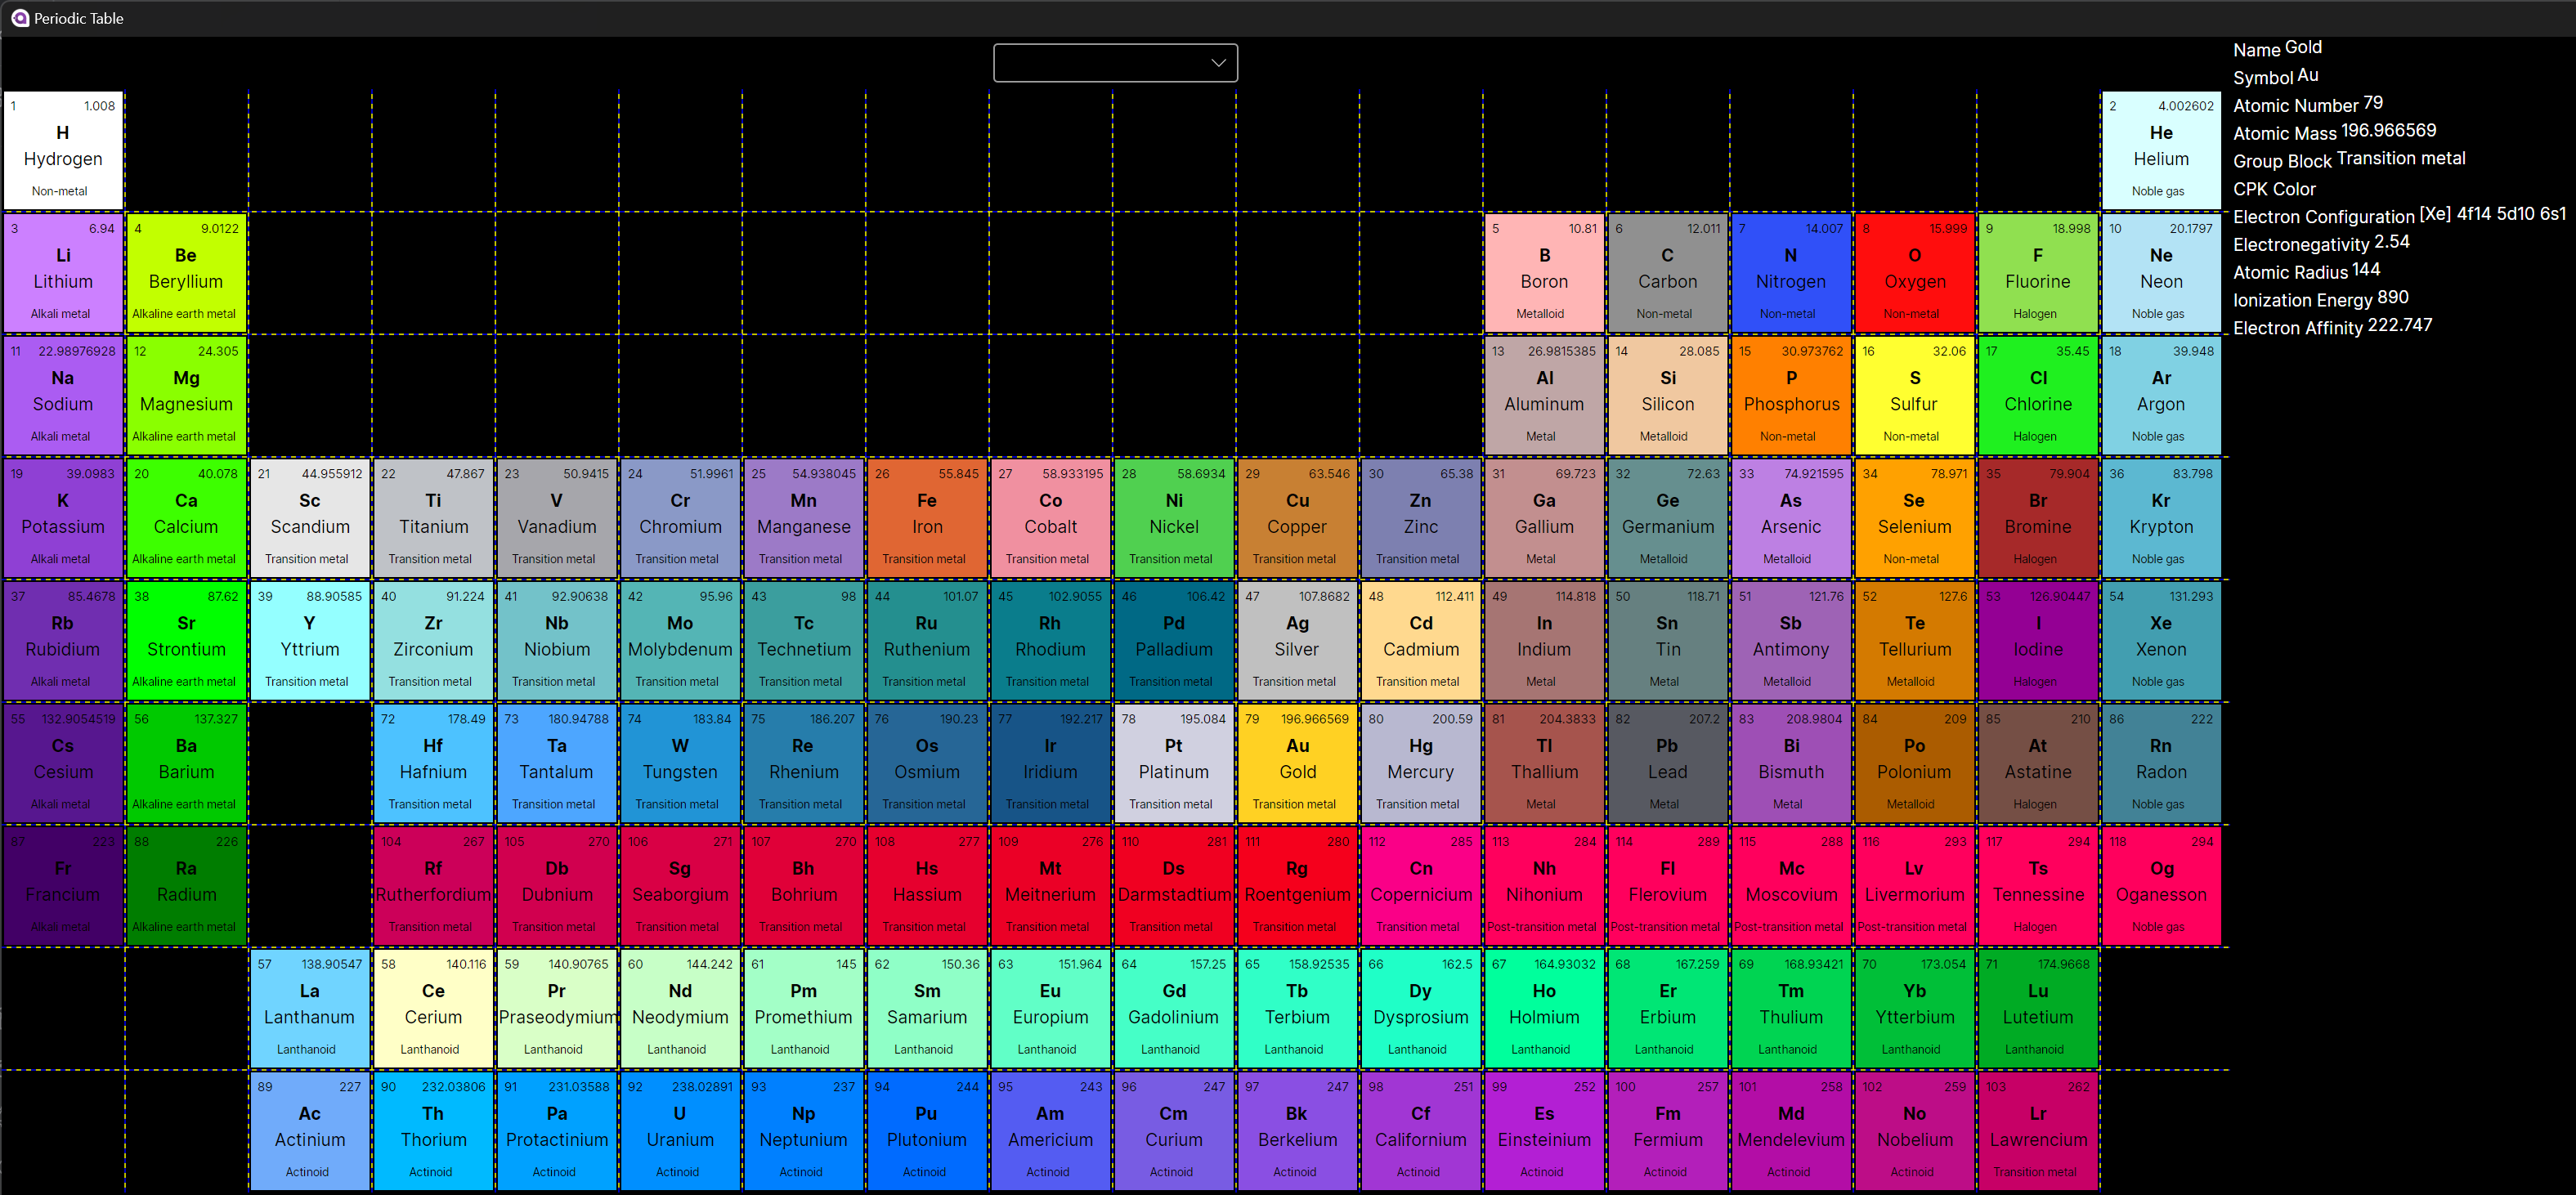 Periodic Table
Name Gold
Symbol Au
Atomic Number 79
Atomic Mass 196.966569
Group Block Transition metal
CPK Color
Electron Configuration [Xe] 4f14 5d10 6s1
Electronegativity 2.54
Atomic Radius 144
Ionization Energy 890
Electron Affinity 222.747
1 1.008 2 4.002602
H He
Hydrogen Helium
Non-metal Noble gas
3 6.94 4 9.0122 5 10.81 6 12.011 7 14.007 8 15.999 9 18.998 10 20.1797
Li Be B C N O F Ne
Lithium Beryllium Boron Carbon Nitrogen Oxygen Fluorine Neon
Alkali metal Alkaline earth metal Metalloid Non-metal Non-metal Non-metal Halogen Noble gas
11 22.98976928 12 24.305 13 26.9815385 14 28.085 15 30.973762 16 32.06 17 35.45 18 39.948
Na Mg Al Si P S Cl Ar
Sodium Magnesium Aluminum Silicon Phosphorus Sulfur Chlorine Argon
Alkali metal Alkaline earth metal Metal Metalloid Non-metal Non-metal Halogen Noble gas
19 39.0983 20 40.078 21 44.955912 22 47.867 23 50.9415 24 51.9961 25 54.938045 26 55.845 27 58.933195 28 58.6934 29 63.546 30 65.38 31 69.723 32 72.63 33 74.921595 34 78.971 35 79.904 36 83.798
K Ca Sc Ti V Cr Mn Fe Co Ni Cu Zn Ga Ge As Se Br Kr
Potassium Calcium Scandium Titanium Vanadium Chromium Manganese Iron Cobalt Nickel Copper Zinc Gallium Germanium Arsenic Selenium Bromine Krypton
Alkali metal Alkaline earth metal Transition metal Transition metal Transition metal Transition metal Transition metal Transition metal Transition metal Transition metal Transition metal Transition metal Metal Metalloid Metalloid Non-metal Halogen Noble gas
37 85.4678 38 87.62 39 88.90585 40 91.224 41 92.90638 42 95.96 43 98 44 101.07 45 102.9055 46 106.42 47 107.8682 48 112.411 49 114.818 50 118.71 51 121.76 52 127.6 53 126.90447 54 131.293
Rb Sr Y Zr Nb Mo Tc Ru Rh Pd Ag Cd In Sn Sb Te I Xe
Rubidium Strontium Yttrium Zirconium Niobium Molybdenum Technetium Ruthenium Rhodium Palladium Silver Cadmium Indium Tin Antimony Tellurium Iodine Xenon
Alkali metal Alkaline earth metal Transition metal Transition metal Transition metal Transition metal Transition metal Transition metal Transition metal Transition metal Transition metal Transition metal Metal Metal Metalloid Metalloid Halogen Noble gas
55 132.9054519 56 137.327 72 178.49 73 180.94788 74 183.84 75 186.207 76 190.23 77 192.217 78 195.084 79 196.966569 80 200.59 81 204.3833 82 207.2 83 208.9804 84 209 85 210 86 222
Cs Ba Hf Ta W Re Os Ir Pt Au Hg Tl Pb Bi Po At Rn
Cesium Barium Hafnium Tantalum Tungsten Rhenium Osmium Iridium Platinum Gold Mercury Thallium Lead Bismuth Polonium Astatine Radon
Alkali metal Alkaline earth metal Transition metal Transition metal Transition metal Transition metal Transition metal Transition metal Transition metal Transition metal Transition metal Metal Metal Metal Metalloid Halogen Noble gas
87 223 88 226 104 267 105 270 106 271 107 270 108 277 109 276 110 281 111 280 112 285 113 284 114 289 115 288 116 293 117 294 118 294
Fr Ra Rf Db Sg Bh Hs Mt Ds Rg Cn Nh Fl Mc Lv Ts Og
Francium Radium Rutherfordium Dubnium Seaborgium Bohrium Hassium Meitnerium Darmstadtium Roentgenium Copernicium Nihonium Flerovium Moscovium Livermorium Tennessine Oganesson
Alkali metal Alkaline earth metal Transition metal Transition metal Transition metal Transition metal Transition metal Transition metal Transition metal Transition metal Transition metal Post-transition metal Post-transition metal Post-transition metal Post-transition metal Halogen Noble gas
57 138.90547 58 140.116 59 140.90765 60 144.242 61 145 62 150.36 63 151.964 64 157.25 65 158.92535 66 162.5 67 164.93032 68 167.259 69 168.93421 70 173.054 71 174.9668
La Ce Pr Nd Pm Sm Eu Gd Tb Dy Ho Er Tm Yb Lu
Lanthanum Cerium Praseodymium Neodymium Promethium Samarium Europium Gadolinium Terbium Dysprosium Holmium Erbium Thulium Ytterbium Lutetium
Lanthanoid Lanthanoid Lanthanoid Lanthanoid Lanthanoid Lanthanoid Lanthanoid Lanthanoid Lanthanoid Lanthanoid Lanthanoid Lanthanoid Lanthanoid Lanthanoid Lanthanoid
89 227 90 232.03806 91 231.03588 92 238.02891 93 237 94 244 95 243 96 247 97 247 98 251 99 252 100 257 101 258 102 259 103 262
Ac Th Pa U Np Pu Am Cm Bk Cf Es Fm Md No Lr
Actinium Thorium Protactinium Uranium Neptunium Plutonium Americium Curium Berkelium Californium Einsteinium Fermium Mendelevium Nobelium Lawrencium
Actinoid Actinoid Actinoid Actinoid Actinoid Actinoid Actinoid Actinoid Actinoid Actinoid Actinoid Actinoid Actinoid Actinoid Transition metal